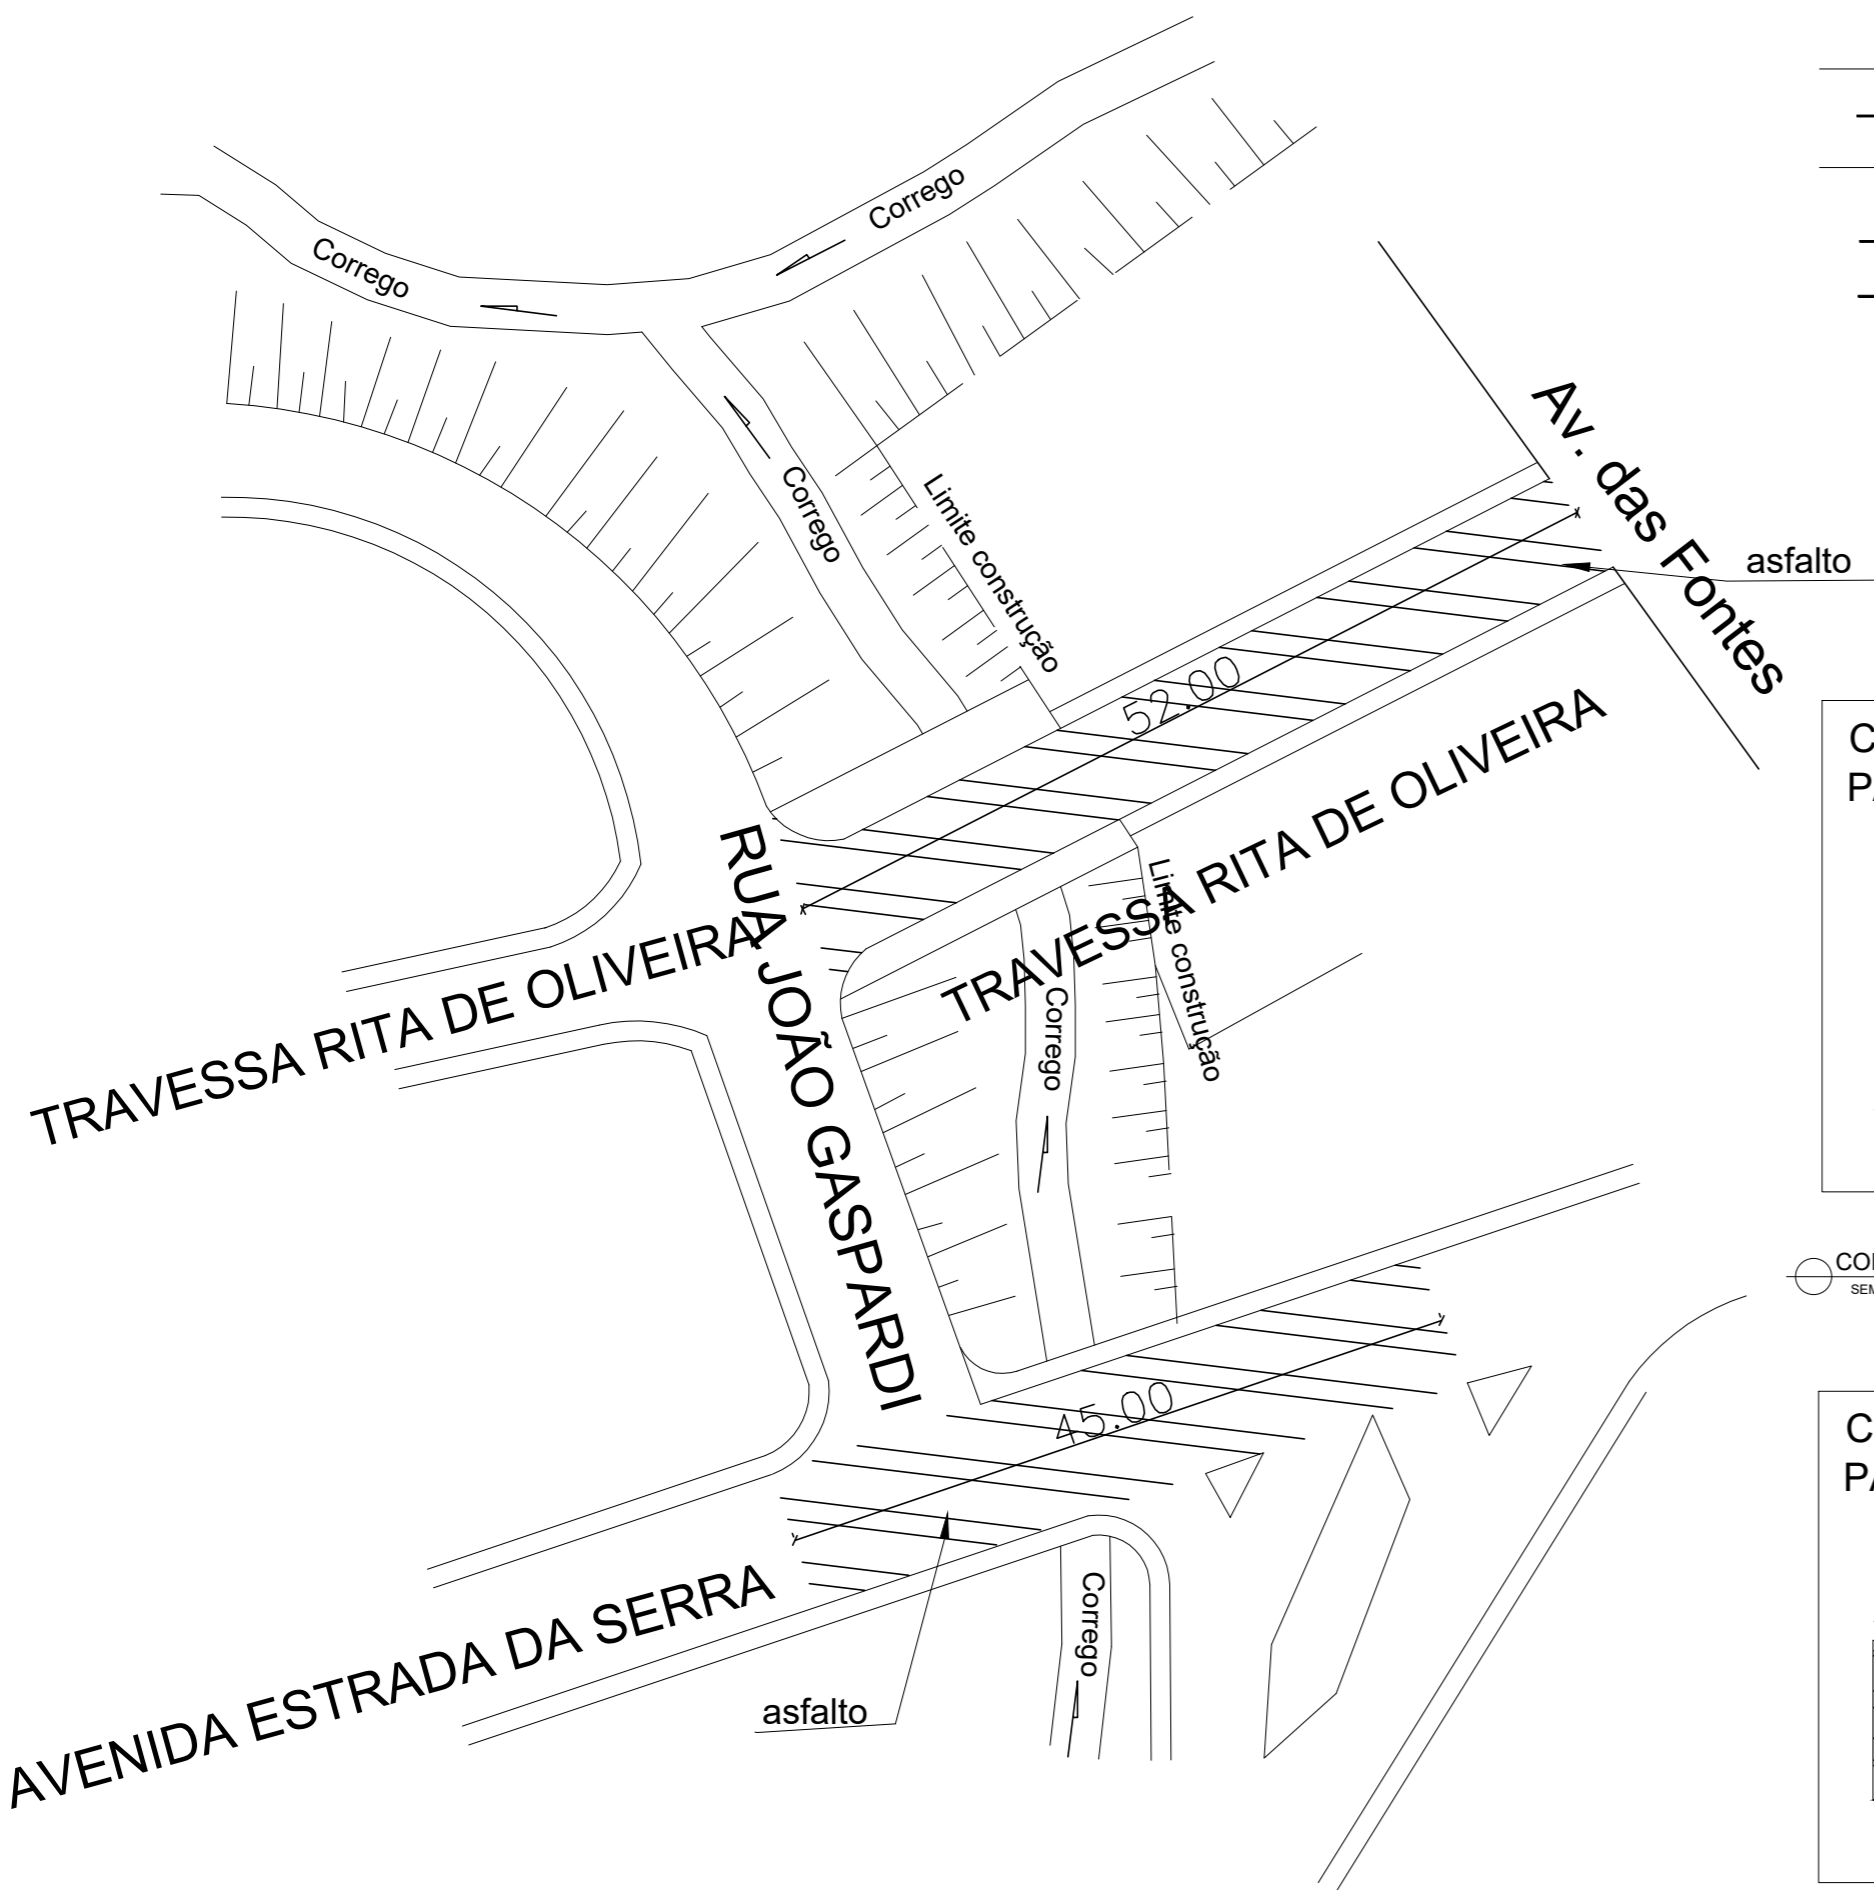 Corrego
Corrego
Av. das Fontes
Corrego
Limite construção
asfalto
52.00
TRAVESSA RITA DE OLIVEIRA
RUA JOÃO GASPARDI
TRAVESSA RITA DE OLIVEIRA
Limite construção
Corrego
45.00
AVENIDA ESTRADA DA SERRA
Corrego
asfalto